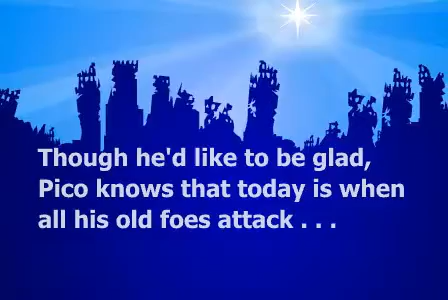 Though he'd like to be glad,
Pico knows that today is when
all his old foes attack . . .